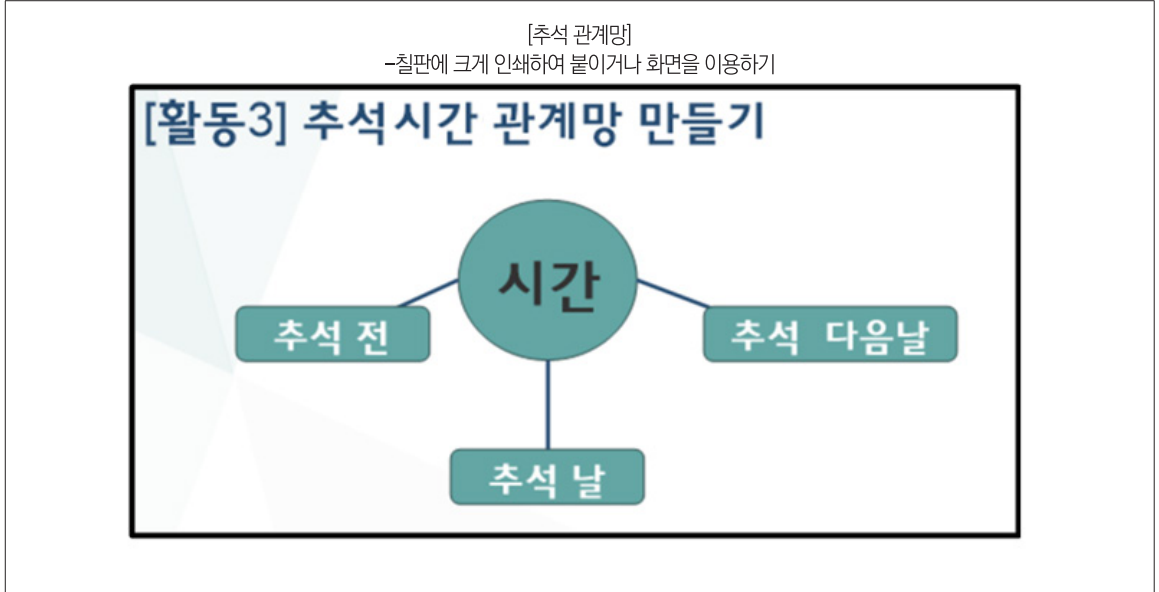 [추석 관계망]
-칠판에 크게 인쇄하여 붙이거나 화면을 이용하기
[활동3] 추석시간 관계망 만들기
시간
추석 전
추석 다음날
추석 날